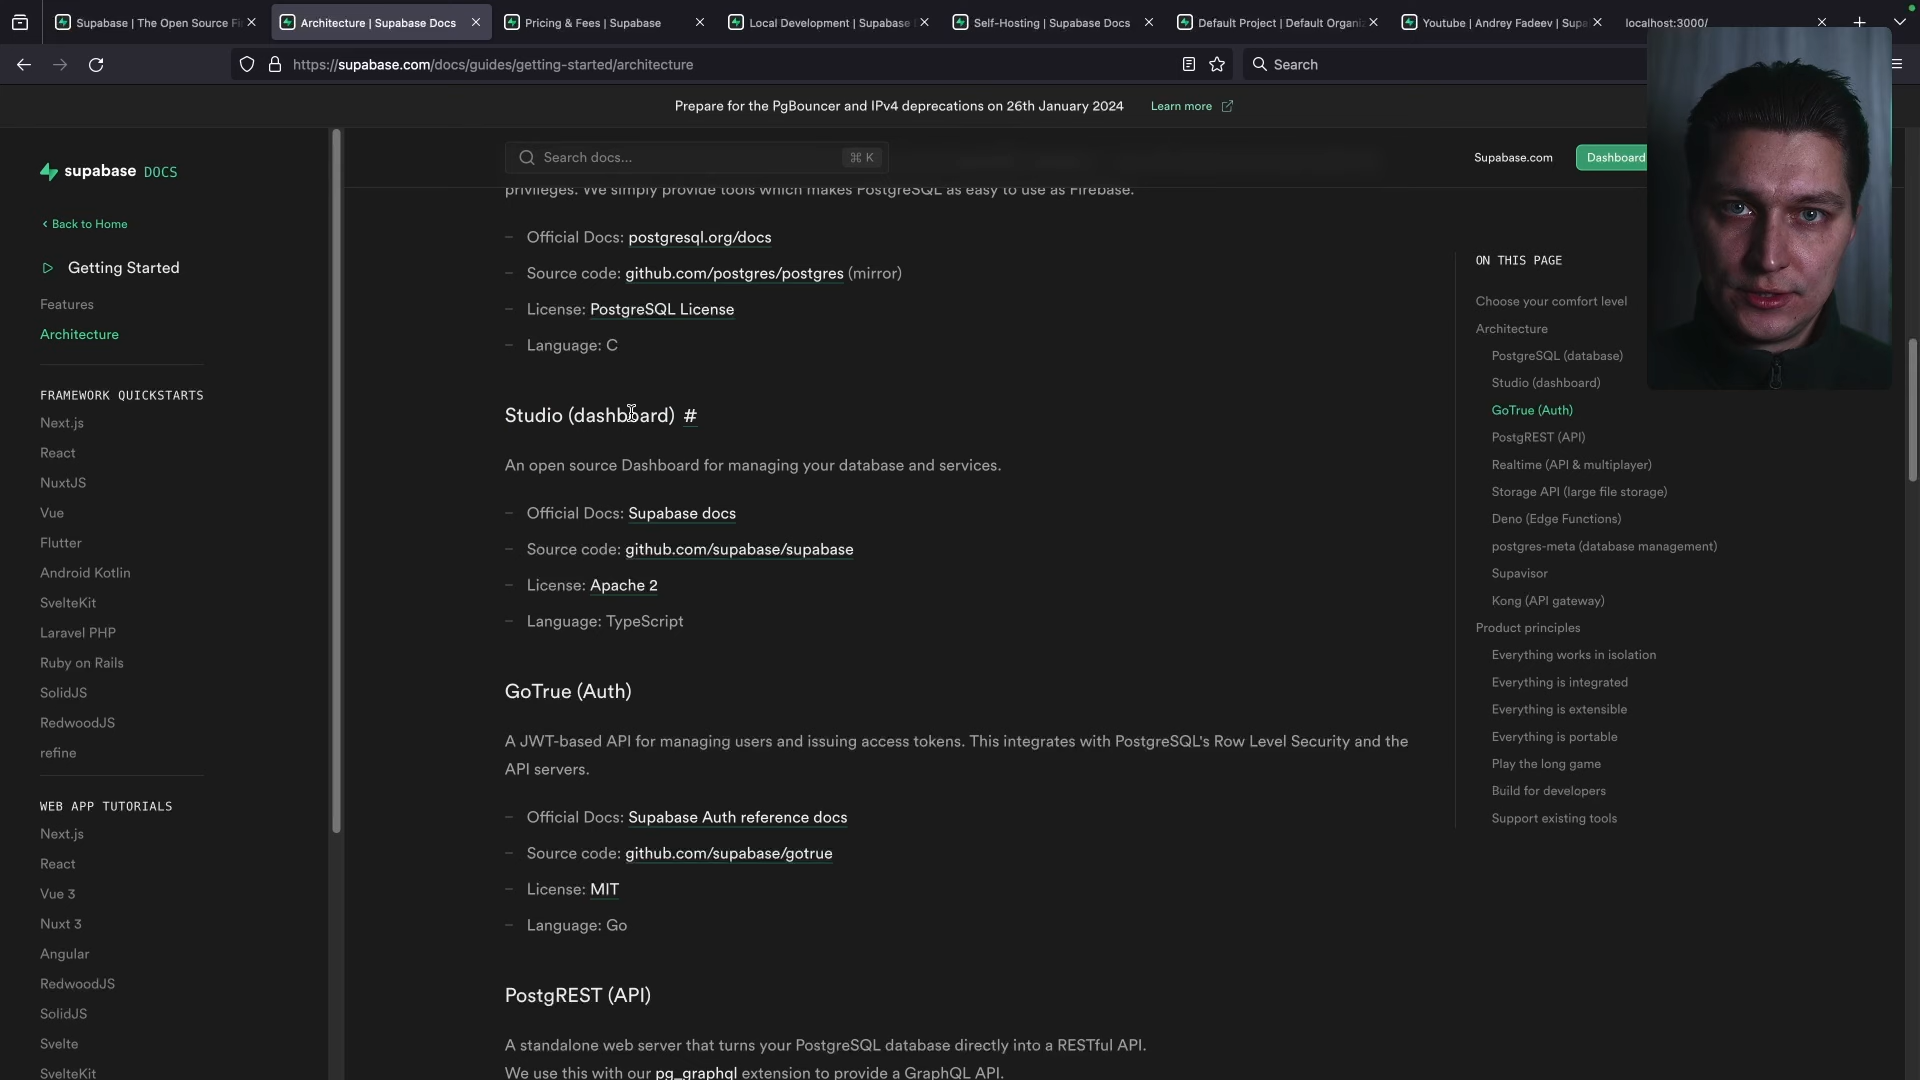 Supabase | The Open Source Fi
Architecture | Supabase Docs
Pricing & Fees | Supabase
Local Development | Supabase
Self-Hosting | Supabase Docs
Default Project | Default Organi
Youtube | Andrey Fadeev | Supa
localhost:3000/
https://supabase.com/docs/guides/getting-started/architecture
Search
Prepare for the PgBouncer and IPv4 deprecations on 26th January 2024 Learn more
supabase DOCS
Search docs... ⌘ K
Supabase.com
Dashboard
< Back to Home
Getting Started
Features
Architecture
FRAMEWORK QUICKSTARTS
Next.js
React
NuxtJS
Vue
Flutter
Android Kotlin
SvelteKit
Laravel PHP
Ruby on Rails
SolidJS
RedwoodJS
refine
WEB APP TUTORIALS
Next.js
React
Vue 3
Nuxt 3
Angular
RedwoodJS
SolidJS
Svelte
SvelteKit
privileges. We simply provide tools which makes PostgreSQL as easy to use as Firebase.
– Official Docs: postgresql.org/docs
– Source code: github.com/postgres/postgres (mirror)
– License: PostgreSQL License
– Language: C
Studio (dashboard) #
An open source Dashboard for managing your database and services.
– Official Docs: Supabase docs
– Source code: github.com/supabase/supabase
– License: Apache 2
– Language: TypeScript
GoTrue (Auth)
A JWT-based API for managing users and issuing access tokens. This integrates with PostgreSQL's Row Level Security and the
API servers.
– Official Docs: Supabase Auth reference docs
– Source code: github.com/supabase/gotrue
– License: MIT
– Language: Go
PostgREST (API)
A standalone web server that turns your PostgreSQL database directly into a RESTful API.
We use this with our pg_graphql extension to provide a GraphQL API.
ON THIS PAGE
Choose your comfort level
Architecture
PostgreSQL (database)
Studio (dashboard)
GoTrue (Auth)
PostgREST (API)
Realtime (API & multiplayer)
Storage API (large file storage)
Deno (Edge Functions)
postgres-meta (database management)
Supavisor
Kong (API gateway)
Product principles
Everything works in isolation
Everything is integrated
Everything is extensible
Everything is portable
Play the long game
Build for developers
Support existing tools